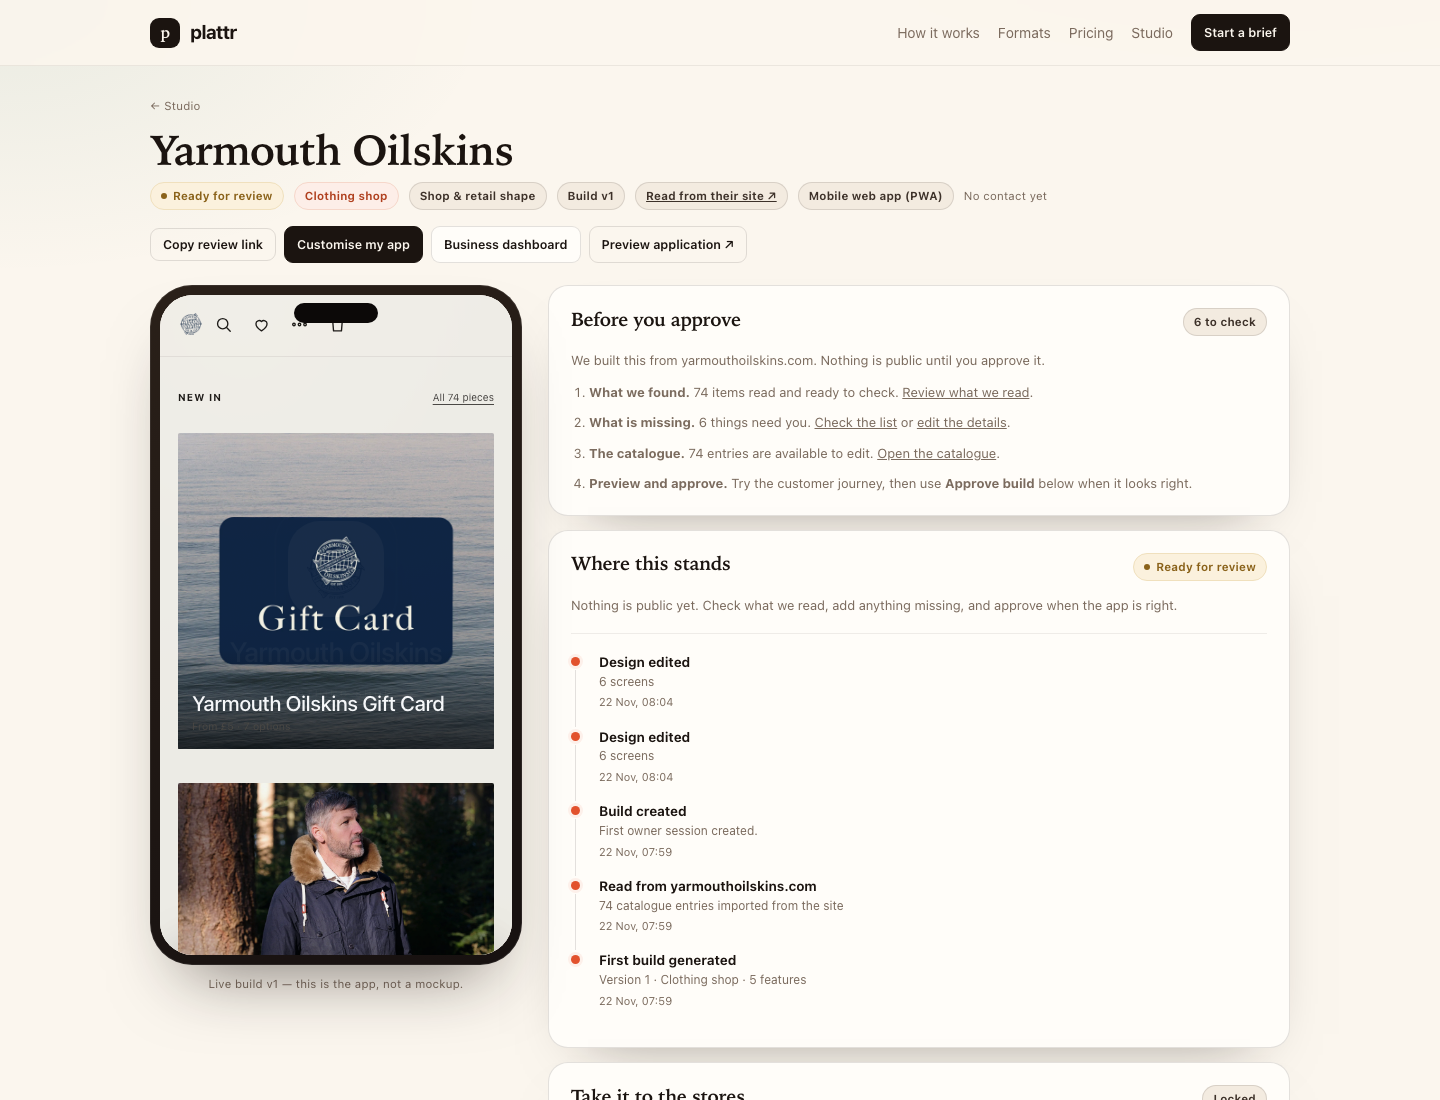 p plattr
How it works Formats Pricing Studio Start a brief
← Studio
Yarmouth Oilskins
Ready for review Clothing shop Shop & retail shape Build v1 Read from their site ↗ Mobile web app (PWA) No contact yet
Copy review link Customise my app Business dashboard Preview application ↗
NEW IN All 74 pieces
YARMOUTH OILSKINS
Gift Card
Yarmouth Oilskins
Yarmouth Oilskins Gift Card
Live build v1 — this is the app, not a mockup.
Before you approve 6 to check
We built this from yarmouthoilskins.com. Nothing is public until you approve it.
1. What we found. 74 items read and ready to check. Review what we read.
2. What is missing. 6 things need you. Check the list or edit the details.
3. The catalogue. 74 entries are available to edit. Open the catalogue.
4. Preview and approve. Try the customer journey, then use Approve build below when it looks right.
Where this stands Ready for review
Nothing is public yet. Check what we read, add anything missing, and approve when the app is right.
Design edited
6 screens
22 Nov, 08:04
Design edited
6 screens
22 Nov, 08:04
Build created
First owner session created.
22 Nov, 07:59
Read from yarmouthoilskins.com
74 catalogue entries imported from the site
22 Nov, 07:59
First build generated
Version 1 · Clothing shop · 5 features
22 Nov, 07:59
Take it to the stores Locked